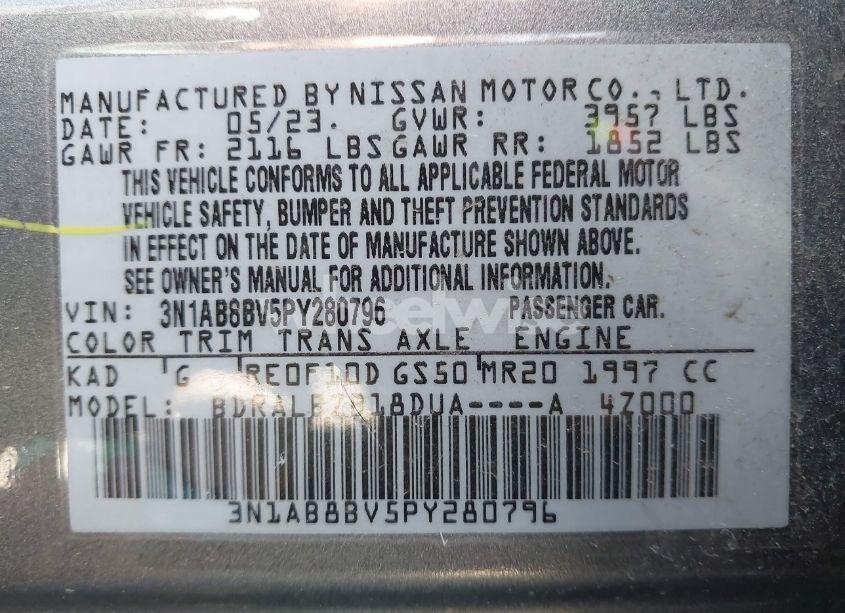 MANUFACTURED BY NISSAN MOTOR CO., LTD.
DATE: 05/23. GVWR: 3957 LBS
GAWR FR: 2116 LBS GAWR RR: 1852 LBS
THIS VEHICLE CONFORMS TO ALL APPLICABLE FEDERAL MOTOR
VEHICLE SAFETY, BUMPER AND THEFT PREVENTION STANDARDS
IN EFFECT ON THE DATE OF MANUFACTURE SHOWN ABOVE.
SEE OWNER'S MANUAL FOR ADDITIONAL INFORMATION.
VIN: 3N1AB8BV5PY280796 PASSENGER CAR.
COLOR TRIM TRANS AXLE ENGINE
KAD G RE0F10D GS50 MR20 1997 CC
MODEL: A 4Z000
3N1AB8BV5PY280796